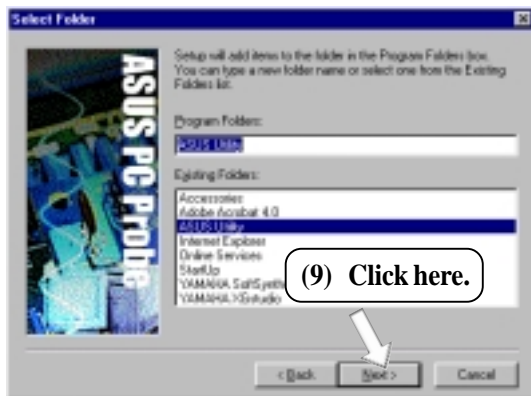 Select Folder
ASUS PC Probe
Setup will add items to the folder in the Program Folders box.
You can type a new folder name or select one from the Existing
Folders list.
Program Folders:
ASUS Utility
Existing Folders:
Accessories
Adobe Acrobat 4.0
ASUS Utility
Internet Explorer
Online Services
StartUp
YAMAHA SoftSynth
YAMAHA XGstudio
(9) Click here.
< Back
Next >
Cancel